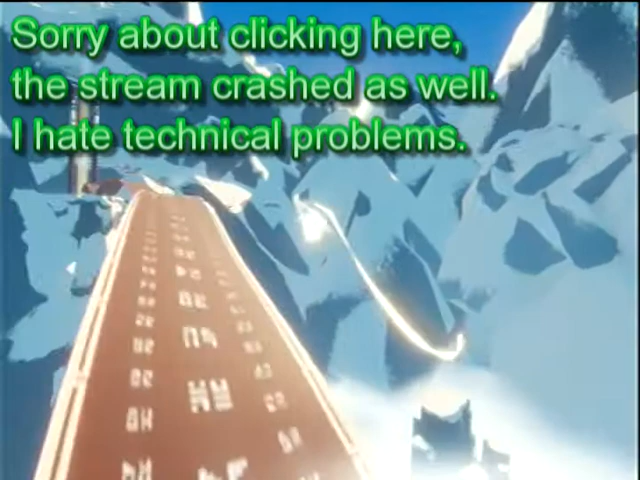 Sorry about clicking here,
the stream crashed as well.
I hate technical problems.